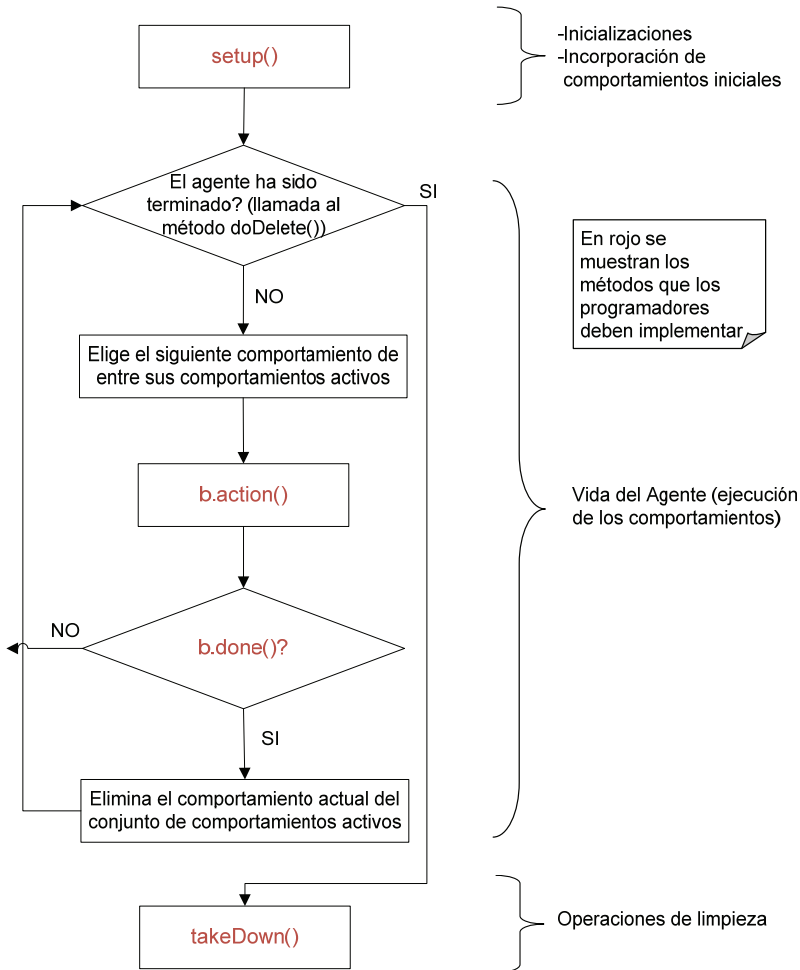 setup()
-Inicializaciones
-Incorporación de
comportamientos iniciales
El agente ha sido
terminado? (llamada al
método doDelete())
SI
NO
En rojo se
muestran los
métodos que los
programadores
deben implementar
Elige el siguiente comportamiento de
entre sus comportamientos activos
b.action()
Vida del Agente (ejecución
de los comportamientos)
NO
b.done()?
SI
Elimina el comportamiento actual del
conjunto de comportamientos activos
takeDown()
Operaciones de limpieza